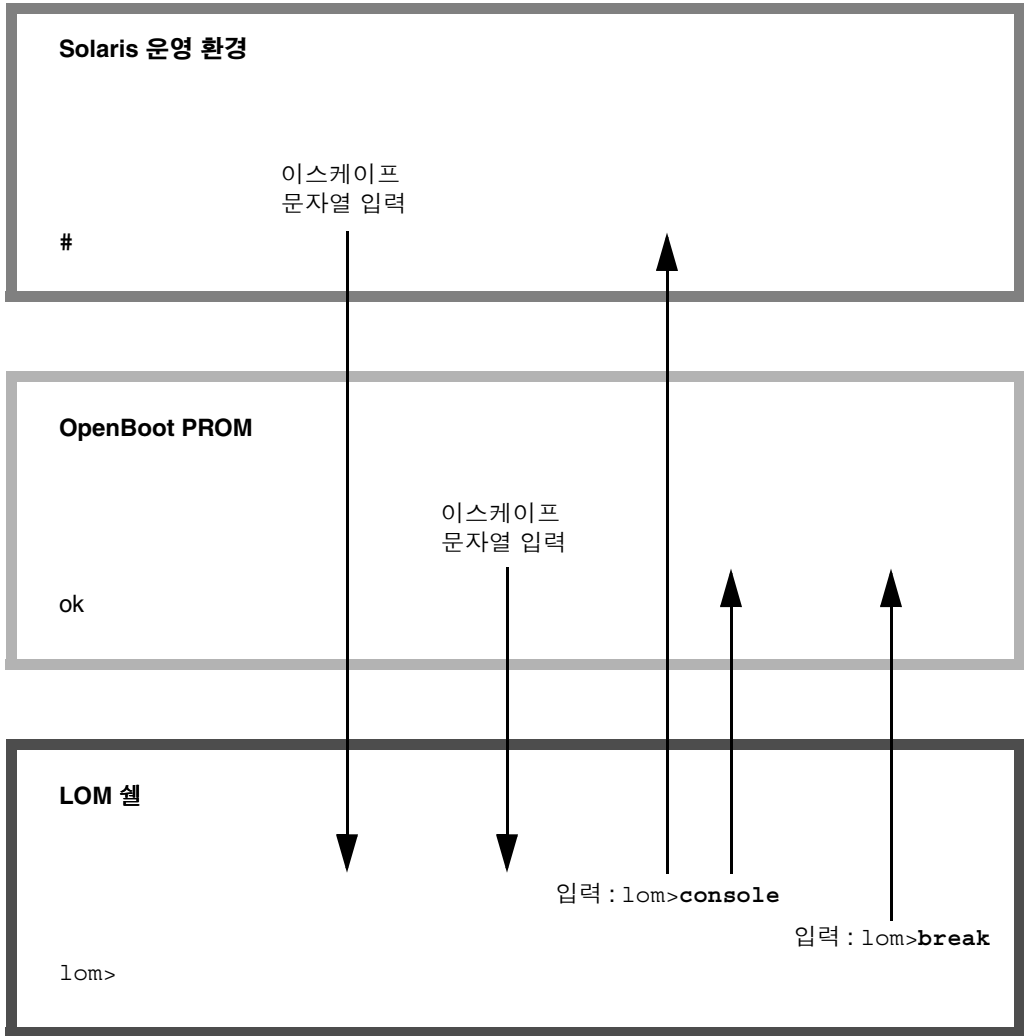 Solaris 운영 환경
이스케이프
문자열 입력
#
OpenBoot PROM
이스케이프
문자열 입력
ok
LOM 쉘
입력 : lom>console
입력 : lom>break
lom>